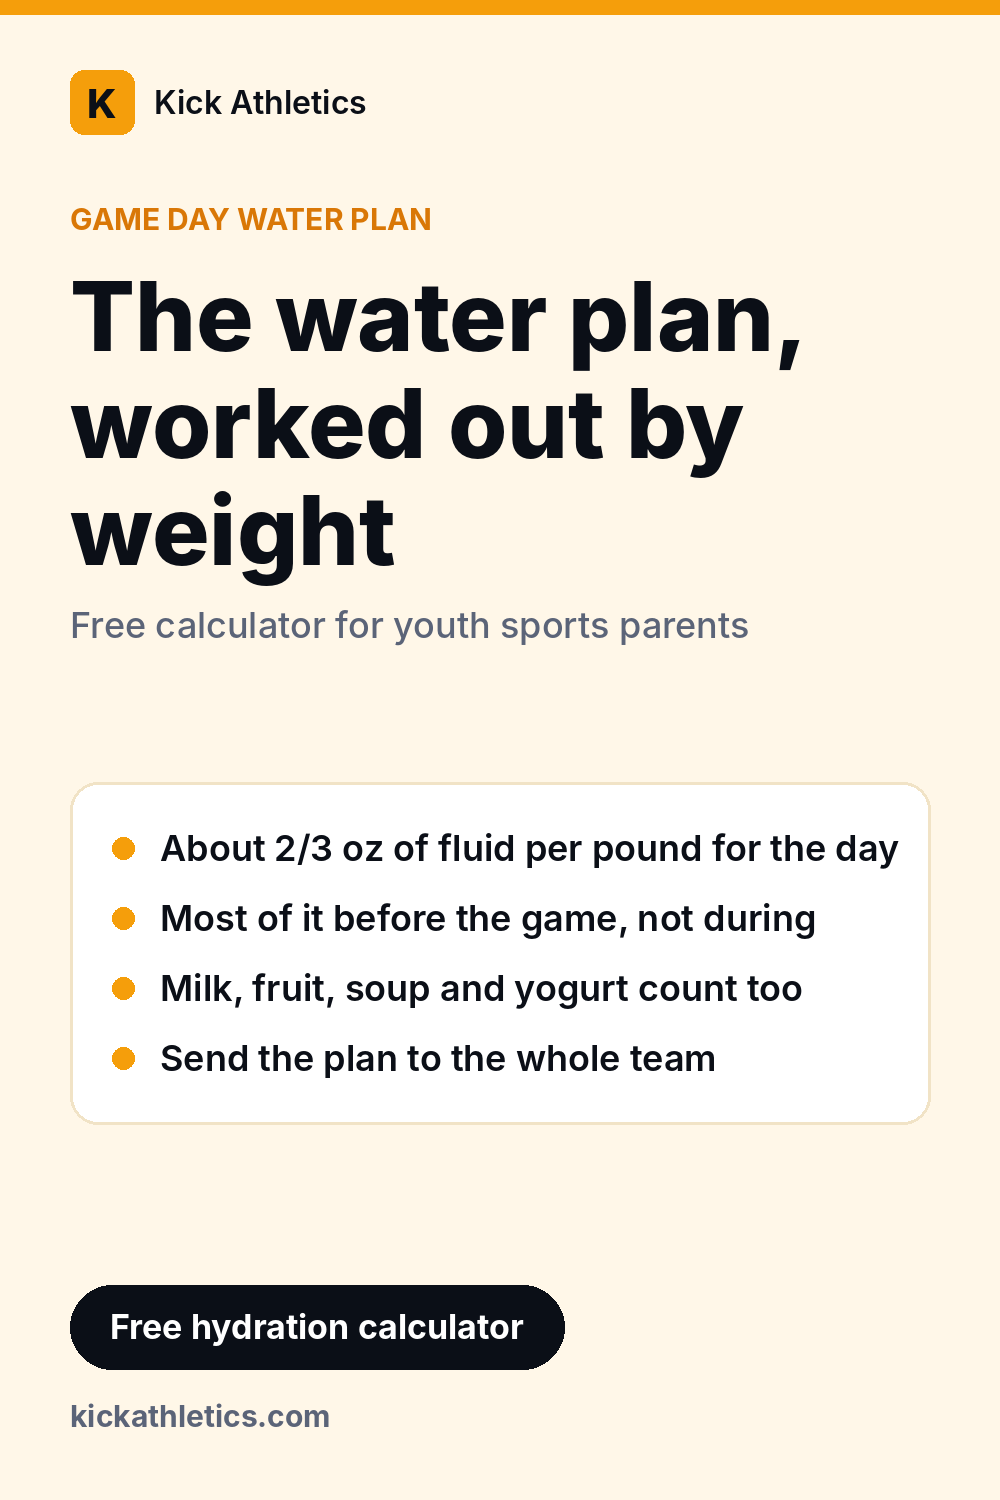 K
Kick Athletics
GAME DAY WATER PLAN
The water plan,
worked out by
weight
Free calculator for youth sports parents
About 2/3 oz of fluid per pound for the day
Most of it before the game, not during
Milk, fruit, soup and yogurt count too
Send the plan to the whole team
Free hydration calculator
kickathletics.com